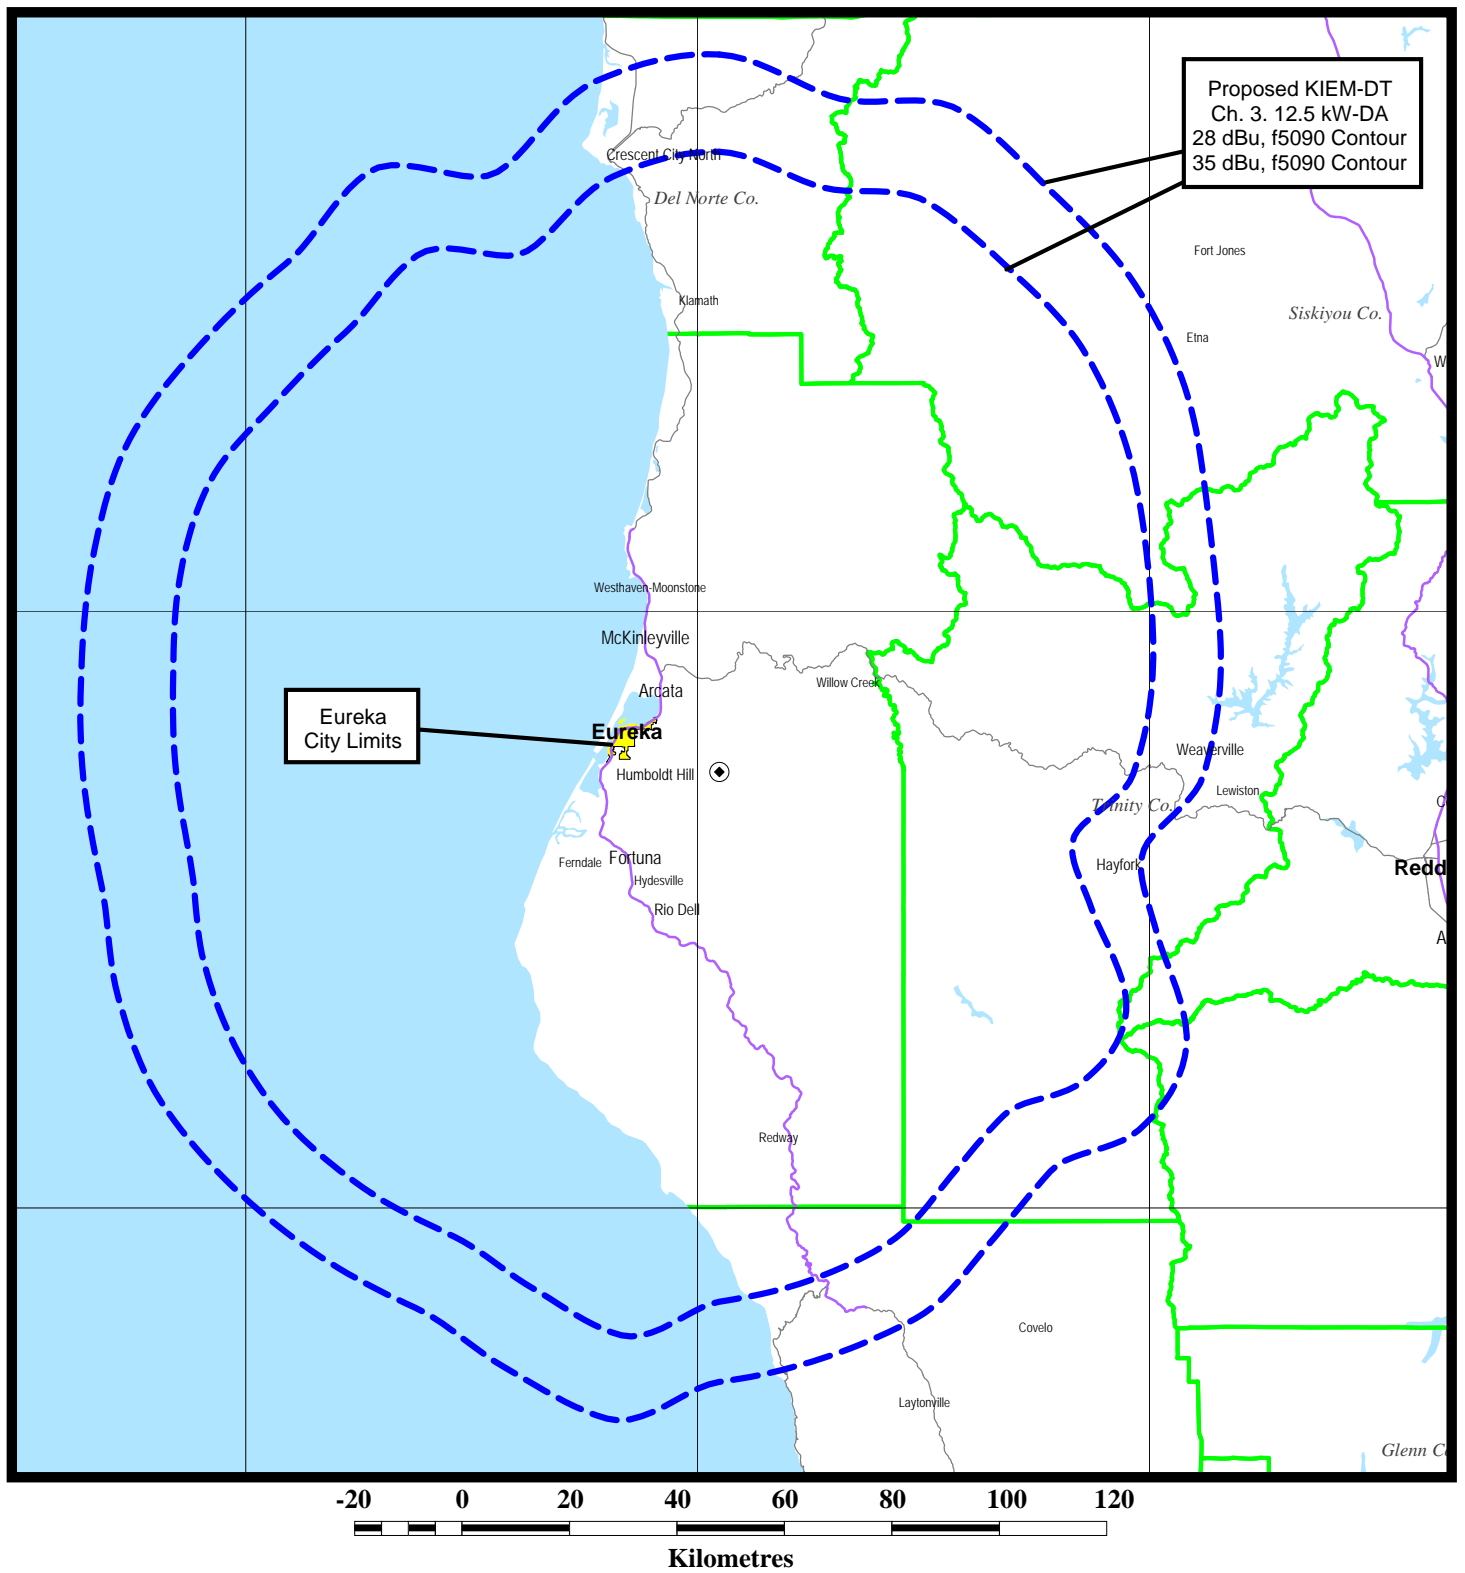 Proposed KIEM-DT
Ch. 3. 12.5 kW-DA
28 dBu, f5090 Contour
35 dBu, f5090 Contour
Crescent City North
Del Norte Co.
Fort Jones
Klamath
Siskiyou Co.
Etna
W
Westhaven-Moonstone
McKinleyville
Willow Creek
Arcata
Eureka
City Limits
Eureka
Weaverville
Humboldt Hill
Lewiston
Trinity Co.
Ferndale
Fortuna
Hayfork
Redd
Hydesville
Rio Dell
A
Redway
Covelo
Laytonville
Glenn C
-20 0 20 40 60 80 100 120
Kilometres